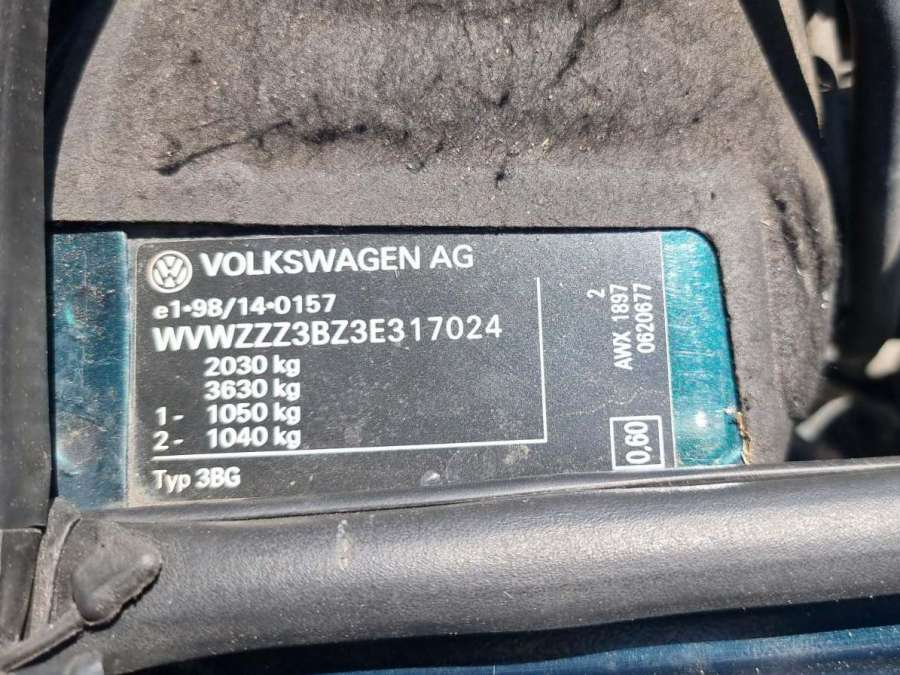 VOLKSWAGEN AG
e1*98/14*0157
WVWZZZ3BZ3E317024
2030 kg
3630 kg
1- 1050 kg
2- 1040 kg
Typ 3BG
2
AWX 1897
0620677
0,60